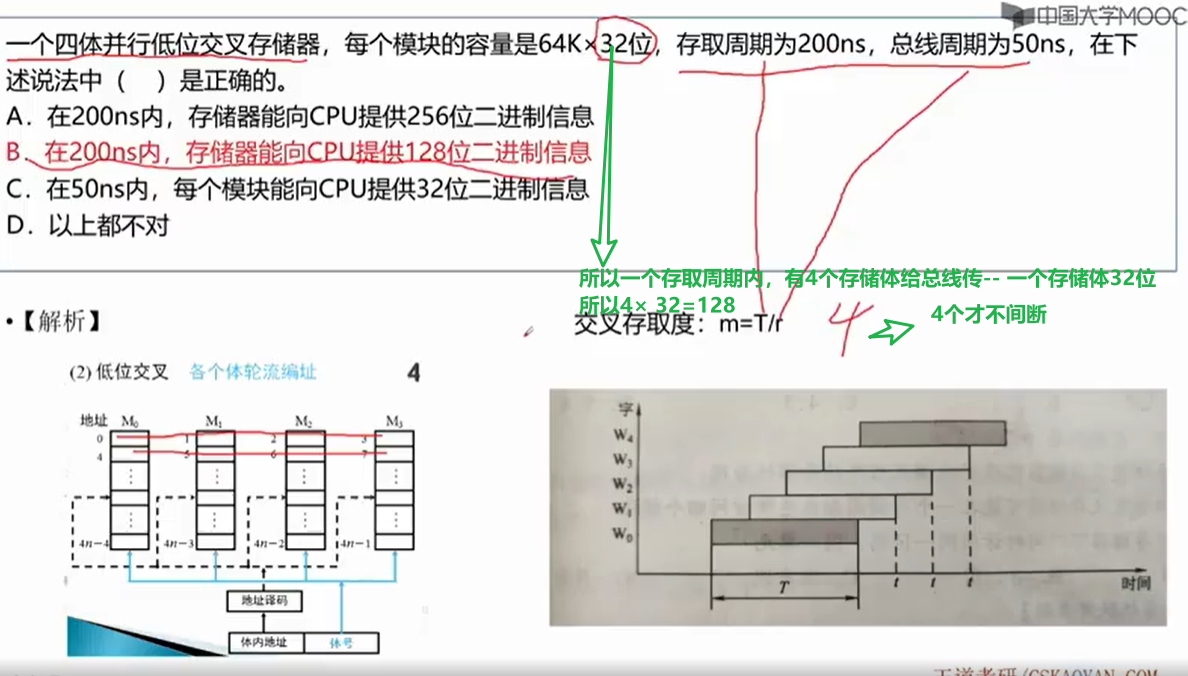 中国大学MOOC
一个四体并行低位交叉存储器，每个模块的容量是64K×32位，存取周期为200ns，总线周期为50ns，在下
述说法中（ ）是正确的。
A．在200ns内，存储器能向CPU提供256位二进制信息
B．在200ns内，存储器能向CPU提供128位二进制信息
C．在50ns内，每个模块能向CPU提供32位二进制信息
D．以上都不对
所以一个存取周期内，有4个存储体给总线传-- 一个存储体32位
所以4× 32=128
•【解析】
交叉存取度：m=T/r
4
4个才不间断
(2) 低位交叉 各个体轮流编址 4
地址 M₀ M₁ M₂ M₃
0 1 2 3
4 5 6 7
4n－4 4n－3 4n－2 4n－1
地址译码
体内地址 体号
字
W₄
W₃
W₂
W₁
W₀
T t t t 时间
王道考研/CSKAOYAN.COM